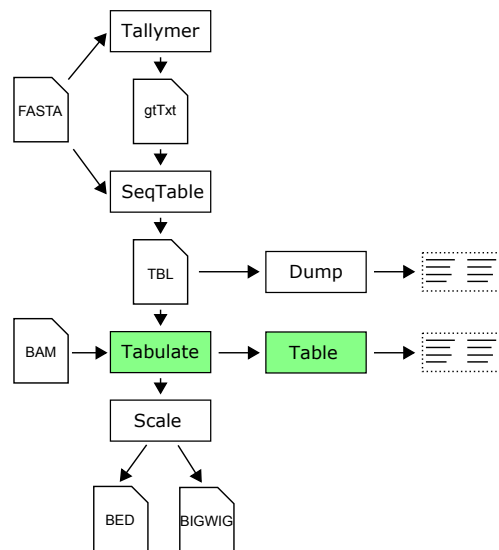 Tallymer
FASTA
gtTxt
SeqTable
TBL
Dump
BAM
Tabulate
Table
Scale
BED
BIGWIG